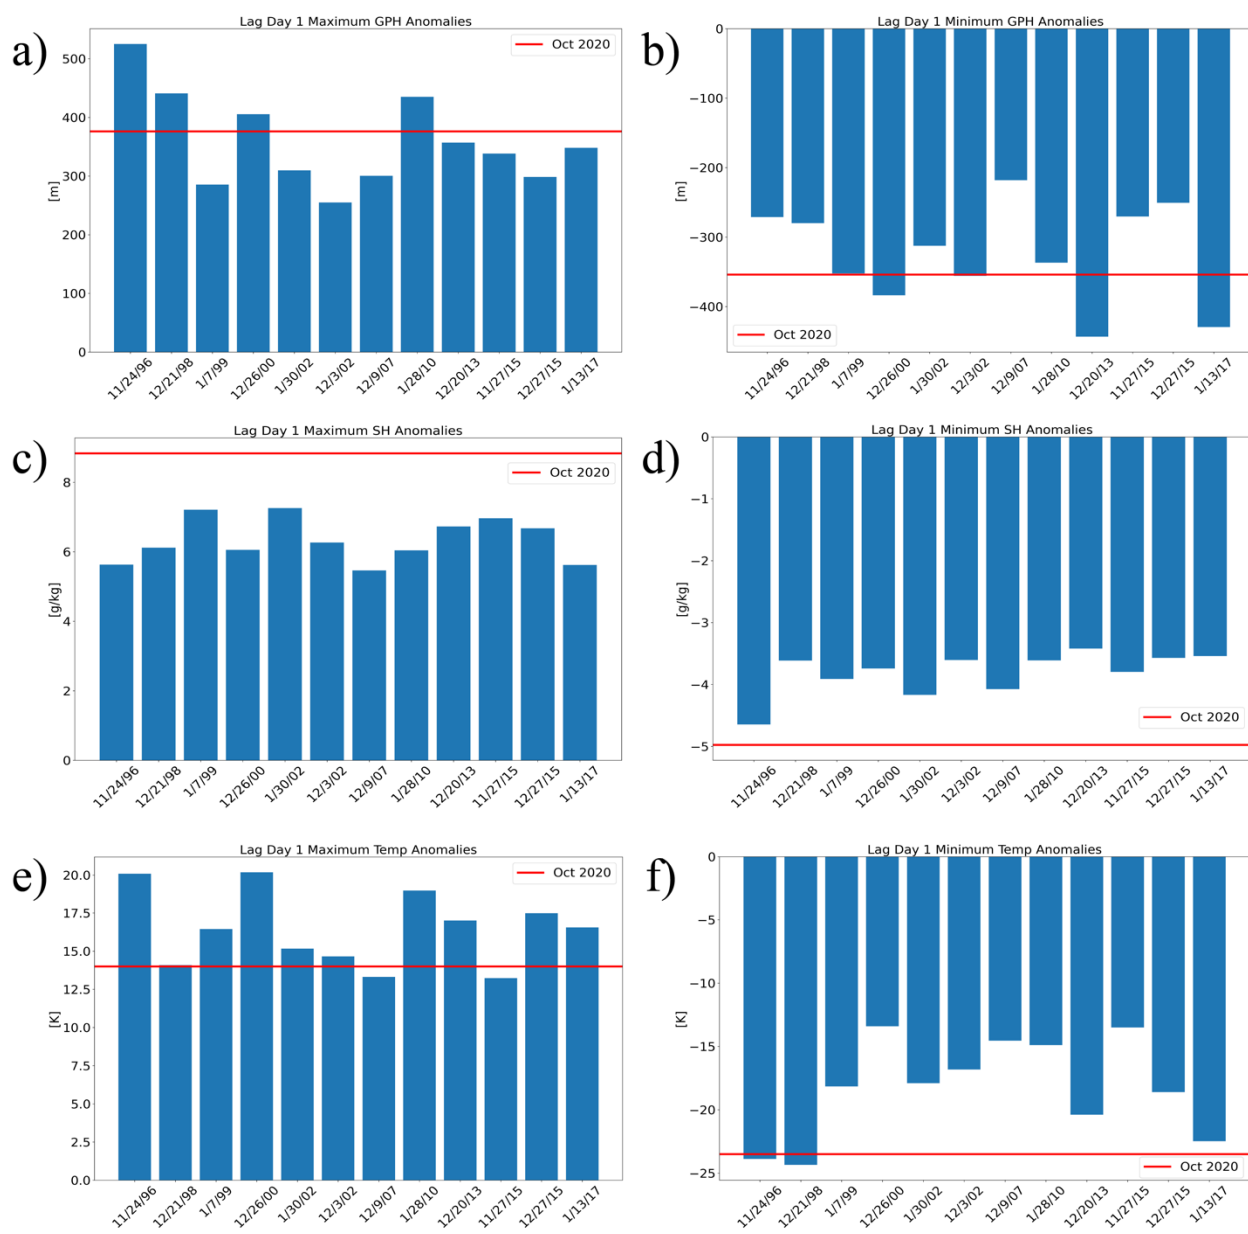 a)
Lag Day 1 Maximum GPH Anomalies
Oct 2020
[m]
500
400
300
200
100
0
11/24/96 12/21/98 1/7/99 12/26/00 1/30/02 12/3/02 12/9/07 1/28/10 12/20/13 11/27/15 12/27/15 1/13/17
b)
Lag Day 1 Minimum GPH Anomalies
Oct 2020
[m]
0
−100
−200
−300
−400
11/24/96 12/21/98 1/7/99 12/26/00 1/30/02 12/3/02 12/9/07 1/28/10 12/20/13 11/27/15 12/27/15 1/13/17
c)
Lag Day 1 Maximum SH Anomalies
Oct 2020
[g/kg]
8
6
4
2
0
11/24/96 12/21/98 1/7/99 12/26/00 1/30/02 12/3/02 12/9/07 1/28/10 12/20/13 11/27/15 12/27/15 1/13/17
d)
Lag Day 1 Minimum SH Anomalies
Oct 2020
[g/kg]
0
−1
−2
−3
−4
−5
11/24/96 12/21/98 1/7/99 12/26/00 1/30/02 12/3/02 12/9/07 1/28/10 12/20/13 11/27/15 12/27/15 1/13/17
e)
Lag Day 1 Maximum Temp Anomalies
Oct 2020
[K]
20.0
17.5
15.0
12.5
10.0
7.5
5.0
2.5
0.0
11/24/96 12/21/98 1/7/99 12/26/00 1/30/02 12/3/02 12/9/07 1/28/10 12/20/13 11/27/15 12/27/15 1/13/17
f)
Lag Day 1 Minimum Temp Anomalies
Oct 2020
[K]
0
−5
−10
−15
−20
−25
11/24/96 12/21/98 1/7/99 12/26/00 1/30/02 12/3/02 12/9/07 1/28/10 12/20/13 11/27/15 12/27/15 1/13/17